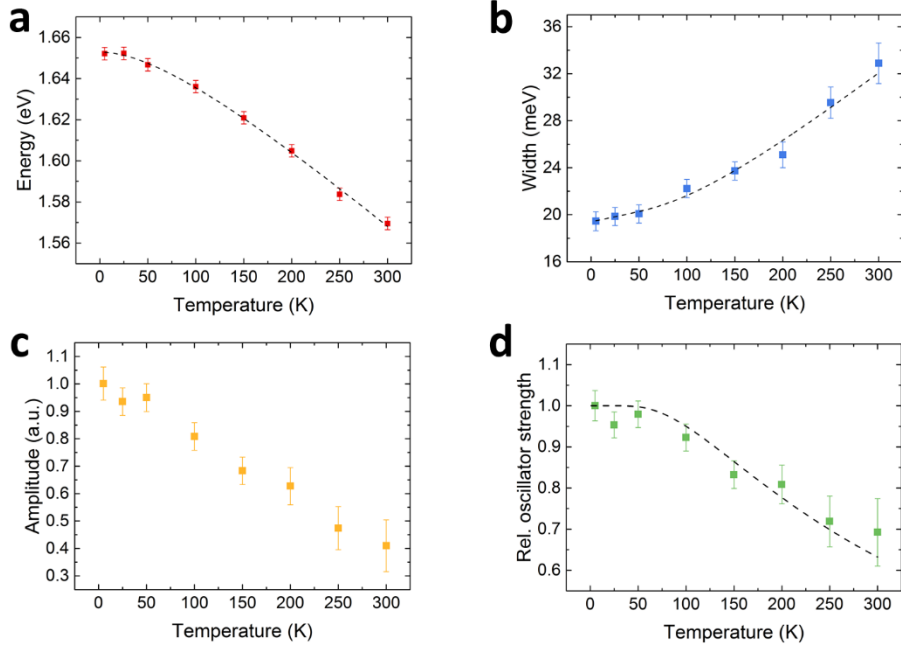 a
1.66
1.64
1.62
1.60
1.58
1.56
Energy (eV)
0 50 100 150 200 250 300
Temperature (K)
b
36
32
28
24
20
16
Width (meV)
0 50 100 150 200 250 300
Temperature (K)
c
1.1
1.0
0.9
0.8
0.7
0.6
0.5
0.4
0.3
Amplitude (a.u.)
0 50 100 150 200 250 300
Temperature (K)
d
1.1
1.0
0.9
0.8
0.7
0.6
Rel. oscillator strength
0 50 100 150 200 250 300
Temperature (K)